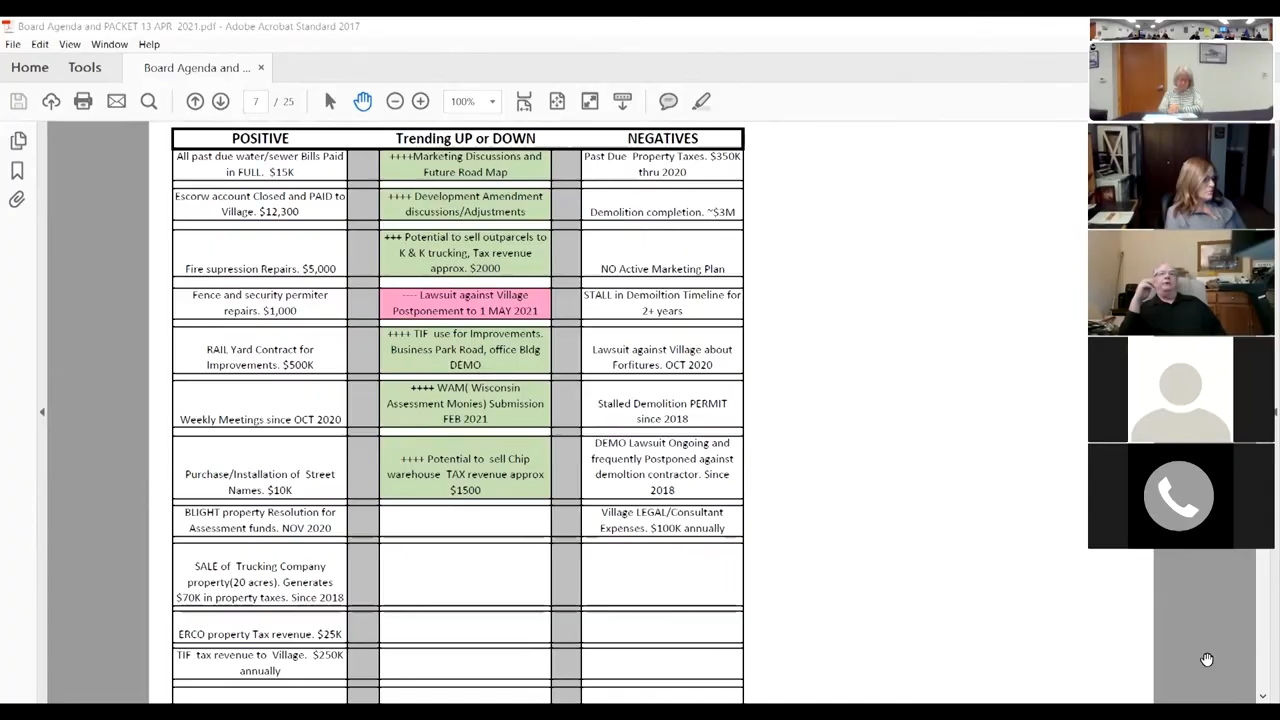 Board Agenda and PACKET 13 APR 2021.pdf - Adobe Acrobat Standard 2017
File Edit View Window Help
Home Tools Board Agenda and ... ×
7 / 25 100%
POSITIVE Trending UP or DOWN NEGATIVES
All past due water/sewer Bills Paid
in FULL. $15K
++++Marketing Discussions and
Future Road Map
Past Due Property Taxes. $350K
thru 2020
Escorw account Closed and PAID to
Village. $12,300
++++ Development Amendment
discussions/Adjustments
Demolition completion. ~$3M
Fire supression Repairs. $5,000
+++ Potential to sell outparcels to
K & K trucking, Tax revenue
approx. $2000
NO Active Marketing Plan
Fence and security permiter
repairs. $1,000
---- Lawsuit against Village
Postponement to 1 MAY 2021
STALL in Demoiltion Timeline for
2+ years
RAIL Yard Contract for
Improvements. $500K
++++ TIF use for Improvements.
Business Park Road, office Bldg
DEMO
Lawsuit against Village about
Forfitures. OCT 2020
Weekly Meetings since OCT 2020
++++ WAM( Wisconsin
Assessment Monies) Submission
FEB 2021
Stalled Demolition PERMIT
since 2018
Purchase/Installation of Street
Names. $10K
++++ Potential to sell Chip
warehouse TAX revenue approx
$1500
DEMO Lawsuit Ongoing and
frequently Postponed against
demoltion contractor. Since
2018
BLIGHT property Resolution for
Assessment funds. NOV 2020
Village LEGAL/Consultant
Expenses. $100K annually
SALE of Trucking Company
property(20 acres). Generates
$70K in property taxes. Since 2018
ERCO property Tax revenue. $25K
TIF tax revenue to Village. $250K
annually